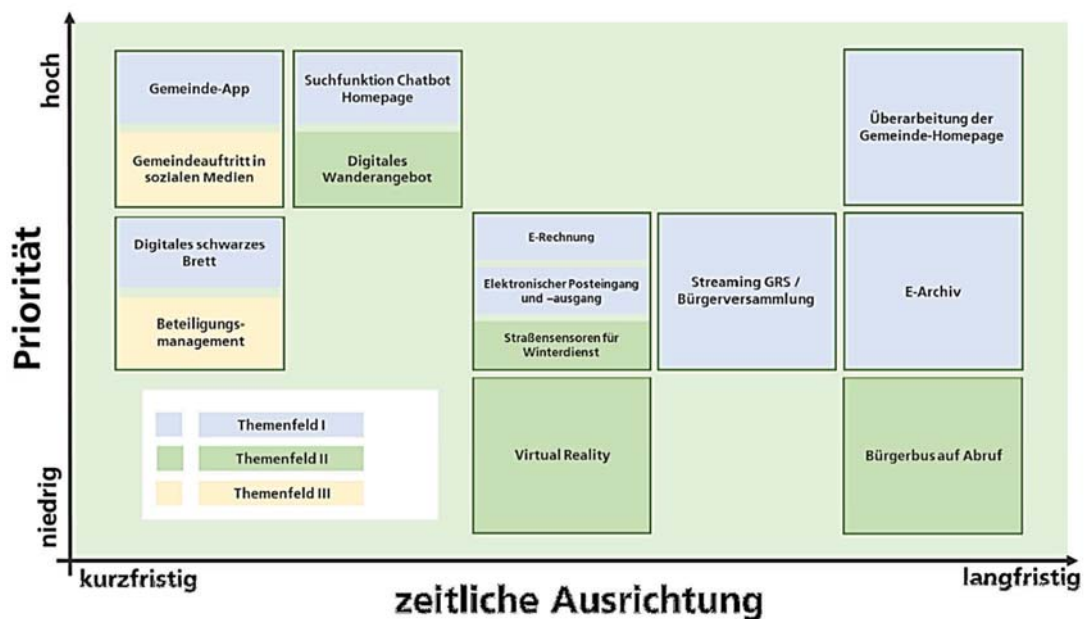 Priorität
hoch
niedrig
Gemeinde-App
Gemeindeauftritt in
sozialen Medien
Suchfunktion Chatbot
Homepage
Digitales
Wanderangebot
Überarbeitung der
Gemeinde-Homepage
Digitales schwarzes
Brett
Beteiligungs-
management
E-Rechnung
Elektronischer Posteingang
und –ausgang
Straßensensoren für
Winterdienst
Streaming GRS /
Bürgerversammlung
E-Archiv
Themenfeld I
Themenfeld II
Themenfeld III
Virtual Reality
Bürgerbus auf Abruf
kurzfristig
langfristig
zeitliche Ausrichtung